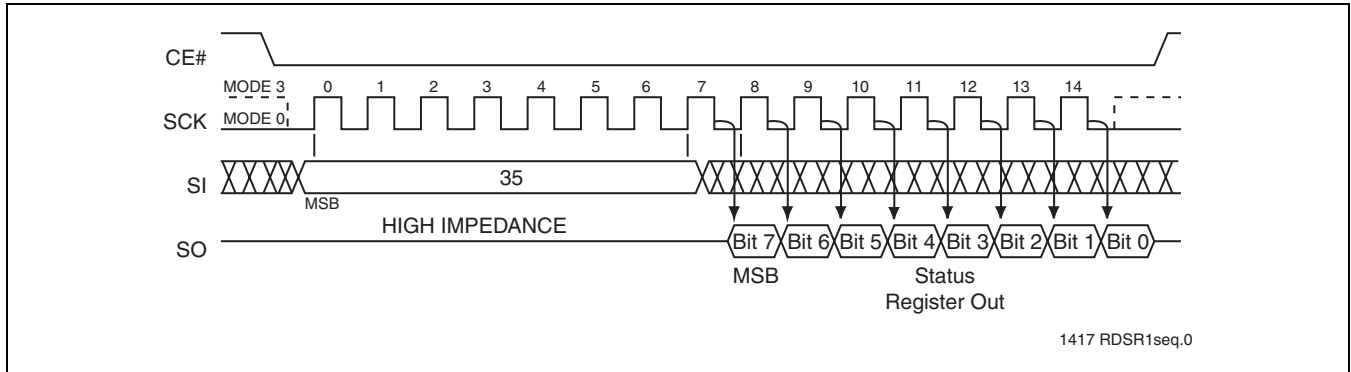 CE#
MODE 3 0 1 2 3 4 5 6 7 8 9 10 11 12 13 14
SCK MODE 0
SI 35
MSB
HIGH IMPEDANCE
SO Bit 7 Bit 6 Bit 5 Bit 4 Bit 3 Bit 2 Bit 1 Bit 0
MSB Status
Register Out
1417 RDSR1seq.0